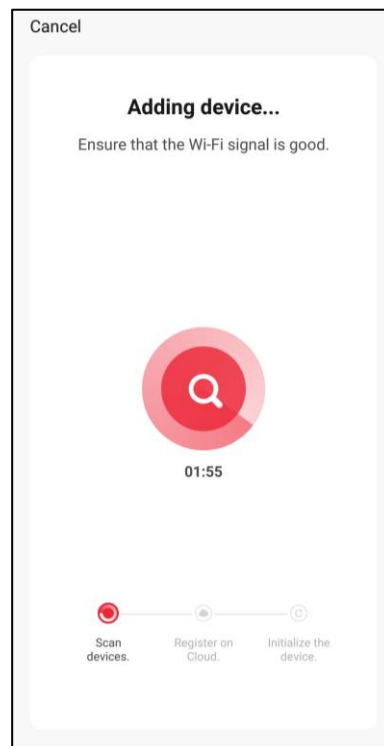 Cancel
Adding device...
Ensure that the Wi-Fi signal is good.
01:55
Scan
devices.
Register on
Cloud.
Initialize the
device.